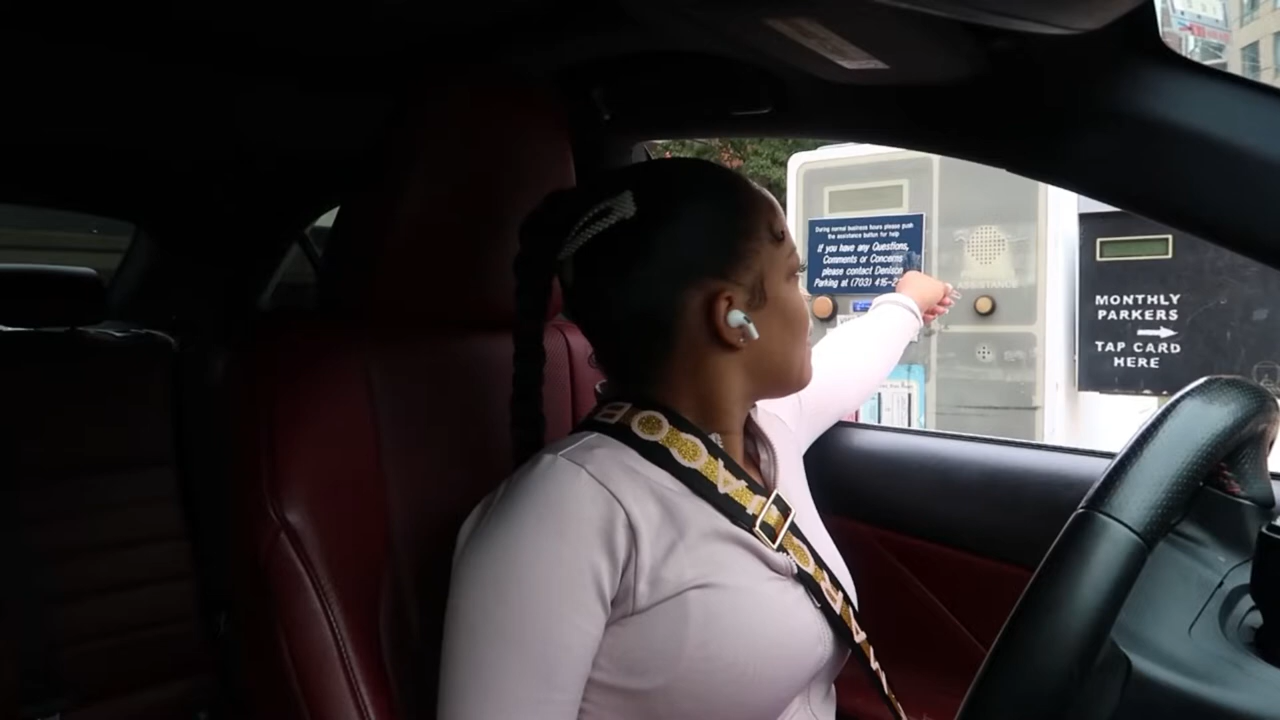 During normal business hours please push
the assistance button for help
If you have any Questions,
Comments or Concerns
please contact Denison
Parking at (703) 415-2
ASSISTANCE
MONTHLY
PARKERS
TAP CARD
HERE